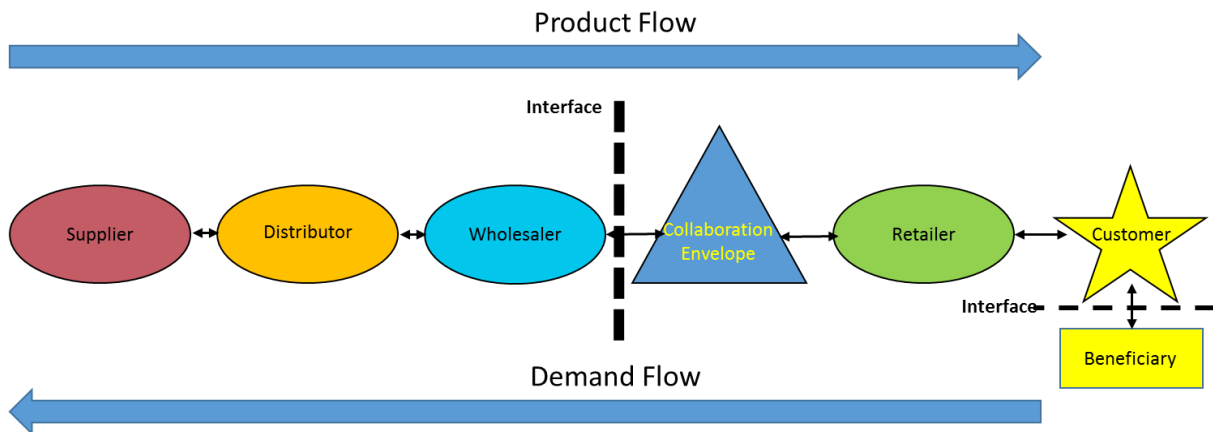 Product Flow
Interface
Supplier
Distributor
Wholesaler
Collaboration
Envelope
Retailer
Customer
Interface
Beneficiary
Demand Flow